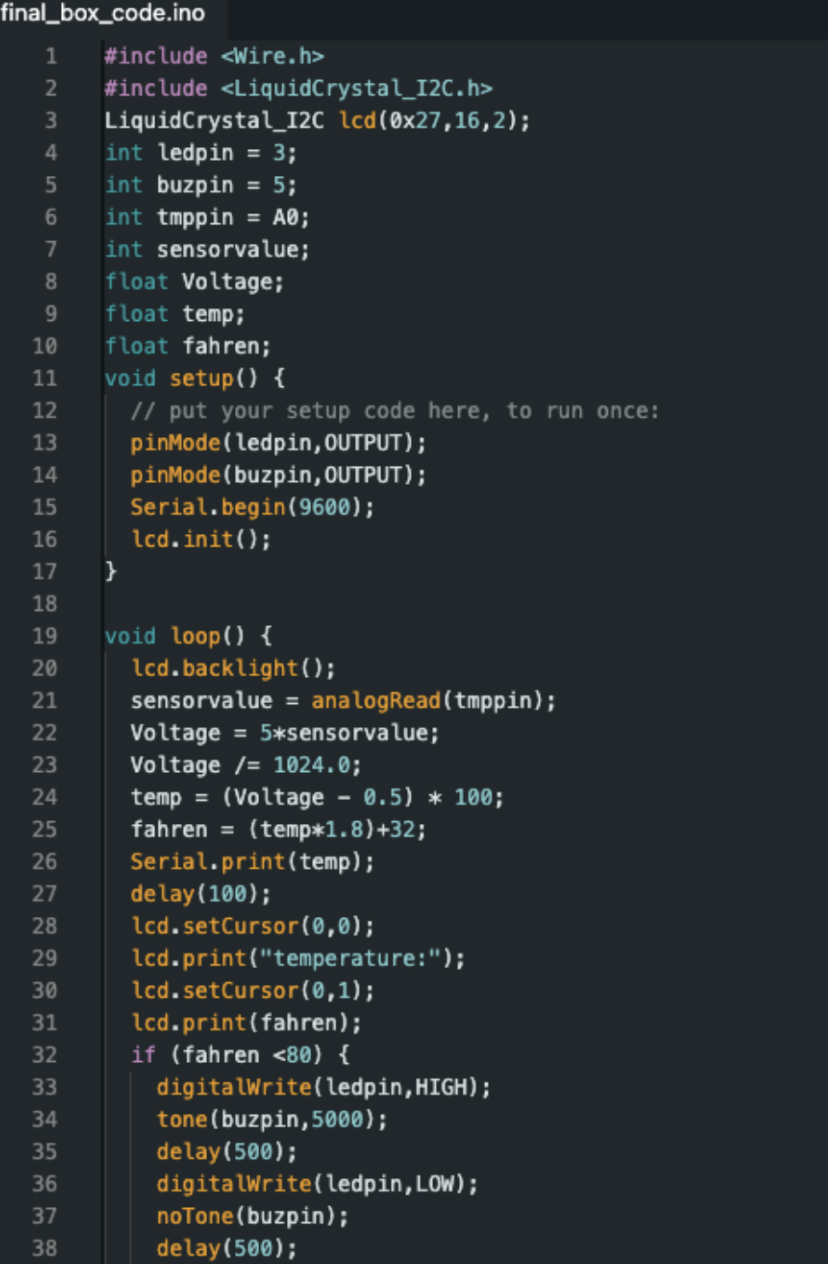 final_box_code.ino
1 #include <Wire.h>
2 #include <LiquidCrystal_I2C.h>
3 LiquidCrystal_I2C lcd(0x27,16,2);
4 int ledpin = 3;
5 int buzpin = 5;
6 int tmppin = A0;
7 int sensorvalue;
8 float Voltage;
9 float temp;
10 float fahren;
11 void setup() {
12   // put your setup code here, to run once:
13   pinMode(ledpin,OUTPUT);
14   pinMode(buzpin,OUTPUT);
15   Serial.begin(9600);
16   lcd.init();
17 }
18
19 void loop() {
20   lcd.backlight();
21   sensorvalue = analogRead(tmppin);
22   Voltage = 5*sensorvalue;
23   Voltage /= 1024.0;
24   temp = (Voltage - 0.5) * 100;
25   fahren = (temp*1.8)+32;
26   Serial.print(temp);
27   delay(100);
28   lcd.setCursor(0,0);
29   lcd.print("temperature:");
30   lcd.setCursor(0,1);
31   lcd.print(fahren);
32   if (fahren <80) {
33     digitalWrite(ledpin,HIGH);
34     tone(buzpin,5000);
35     delay(500);
36     digitalWrite(ledpin,LOW);
37     noTone(buzpin);
38     delay(500);